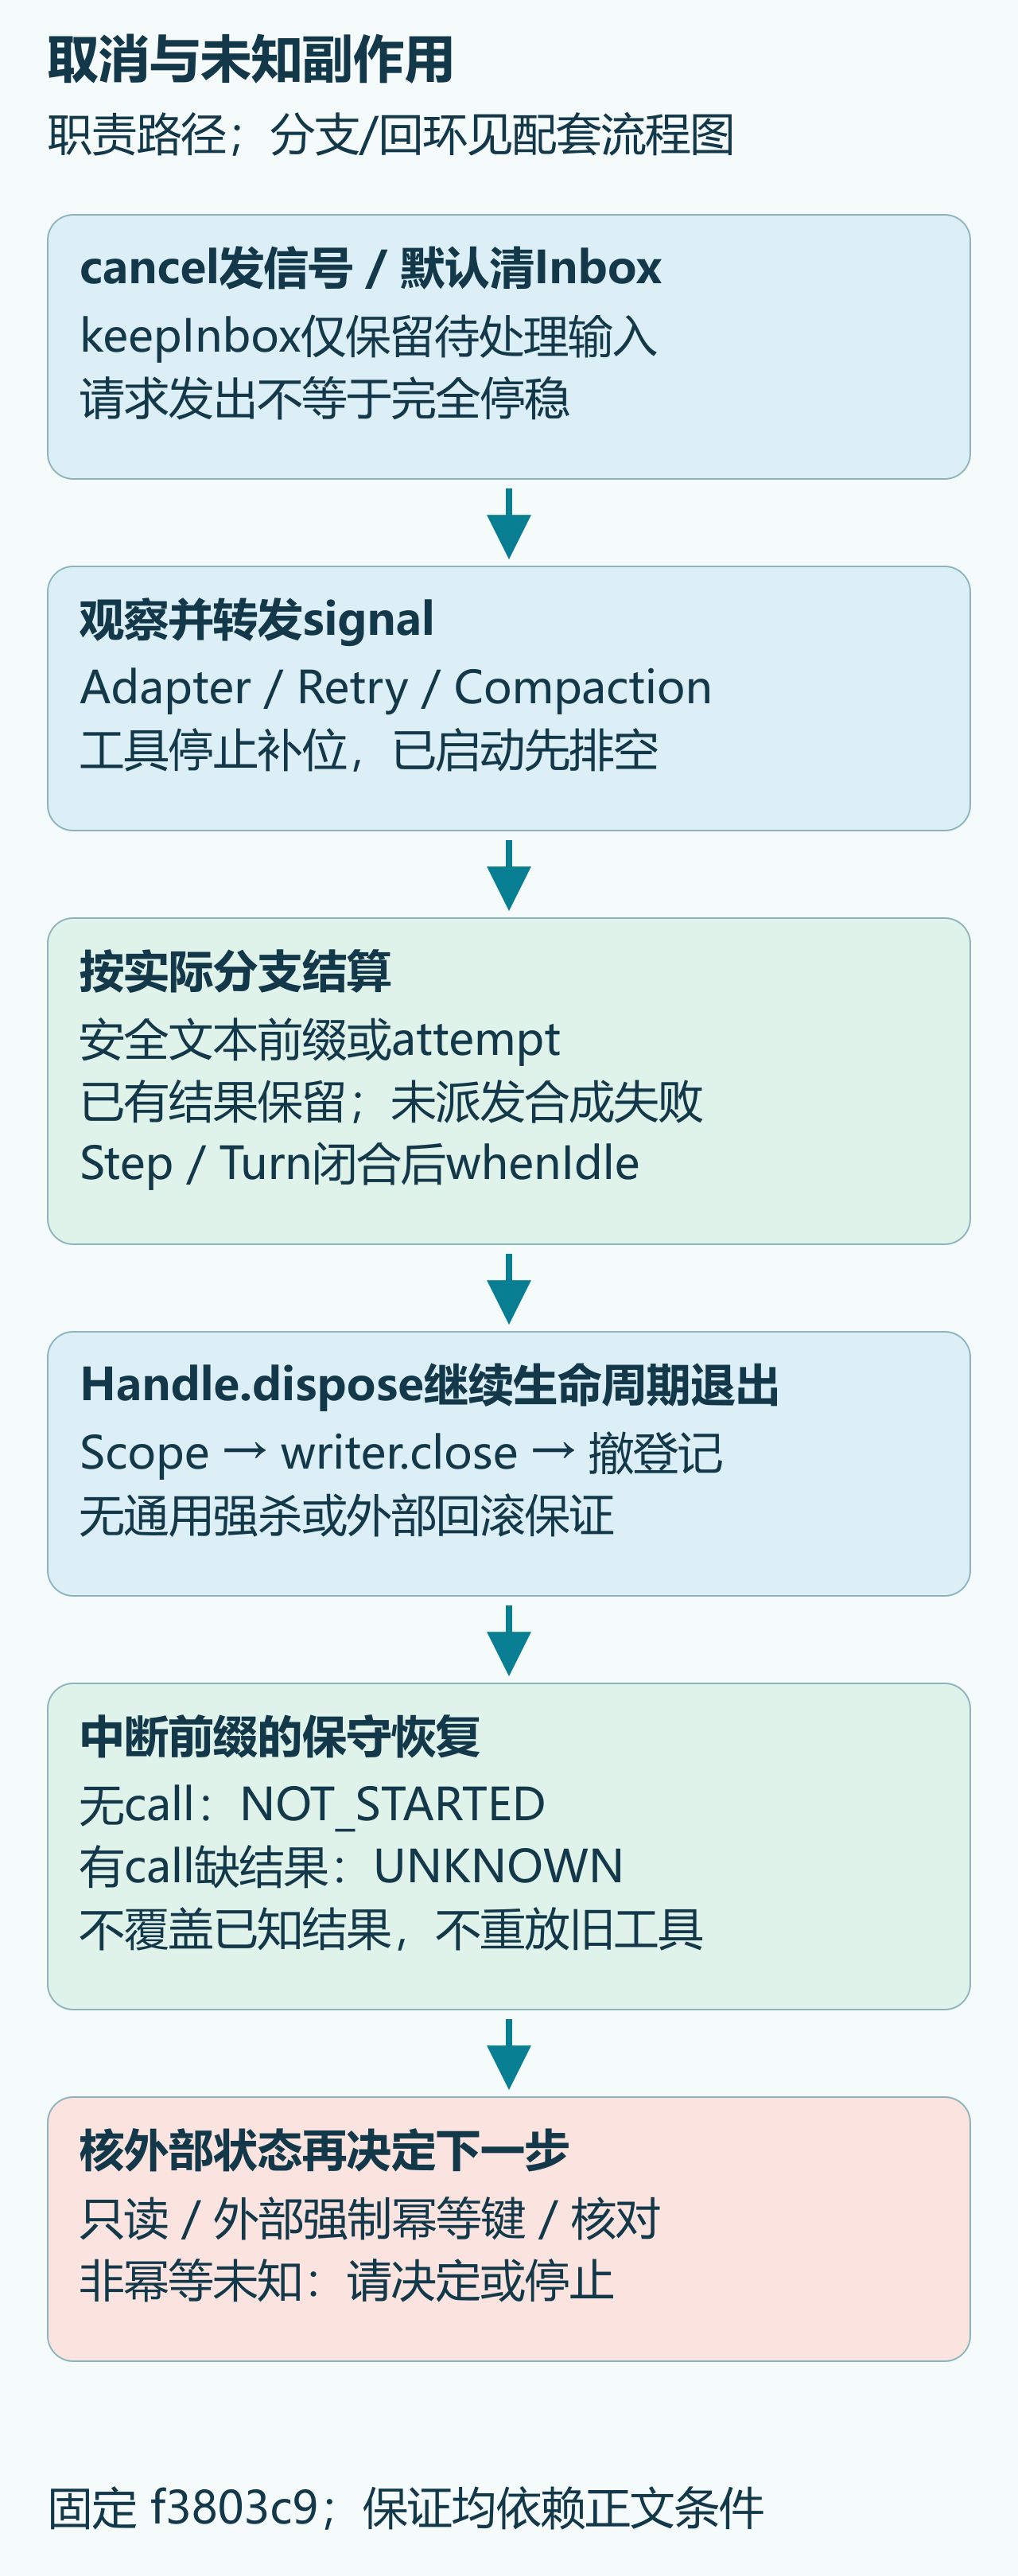 取消与未知副作用
职责路径；分支/回环见配套流程图
cancel发信号 / 默认清Inbox
keepInbox仅保留待处理输入
请求发出不等于完全停稳
观察并转发signal
Adapter / Retry / Compaction
工具停止补位，已启动先排空
按实际分支结算
安全文本前缀或attempt
已有结果保留；未派发合成失败
Step / Turn闭合后whenIdle
Handle.dispose继续生命周期退出
Scope → writer.close → 撤登记
无通用强杀或外部回滚保证
中断前缀的保守恢复
无call：NOT_STARTED
有call缺结果：UNKNOWN
不覆盖已知结果，不重放旧工具
核外部状态再决定下一步
只读 / 外部强制幂等键 / 核对
非幂等未知：请决定或停止
固定 f3803c9；保证均依赖正文条件